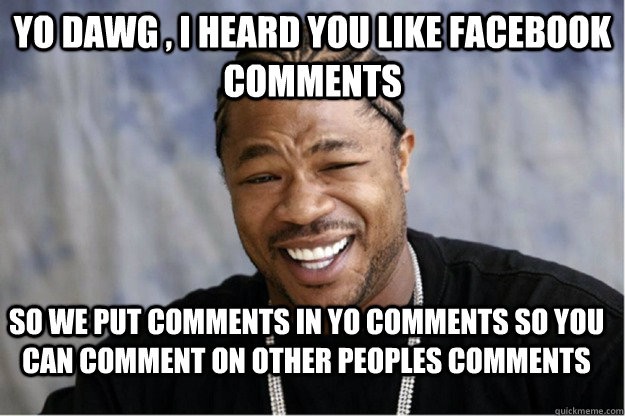 YO DAWG , I HEARD YOU LIKE FACEBOOK
COMMENTS
SO WE PUT COMMENTS IN YO COMMENTS SO YOU
CAN COMMENT ON OTHER PEOPLES COMMENTS
quickmeme.com